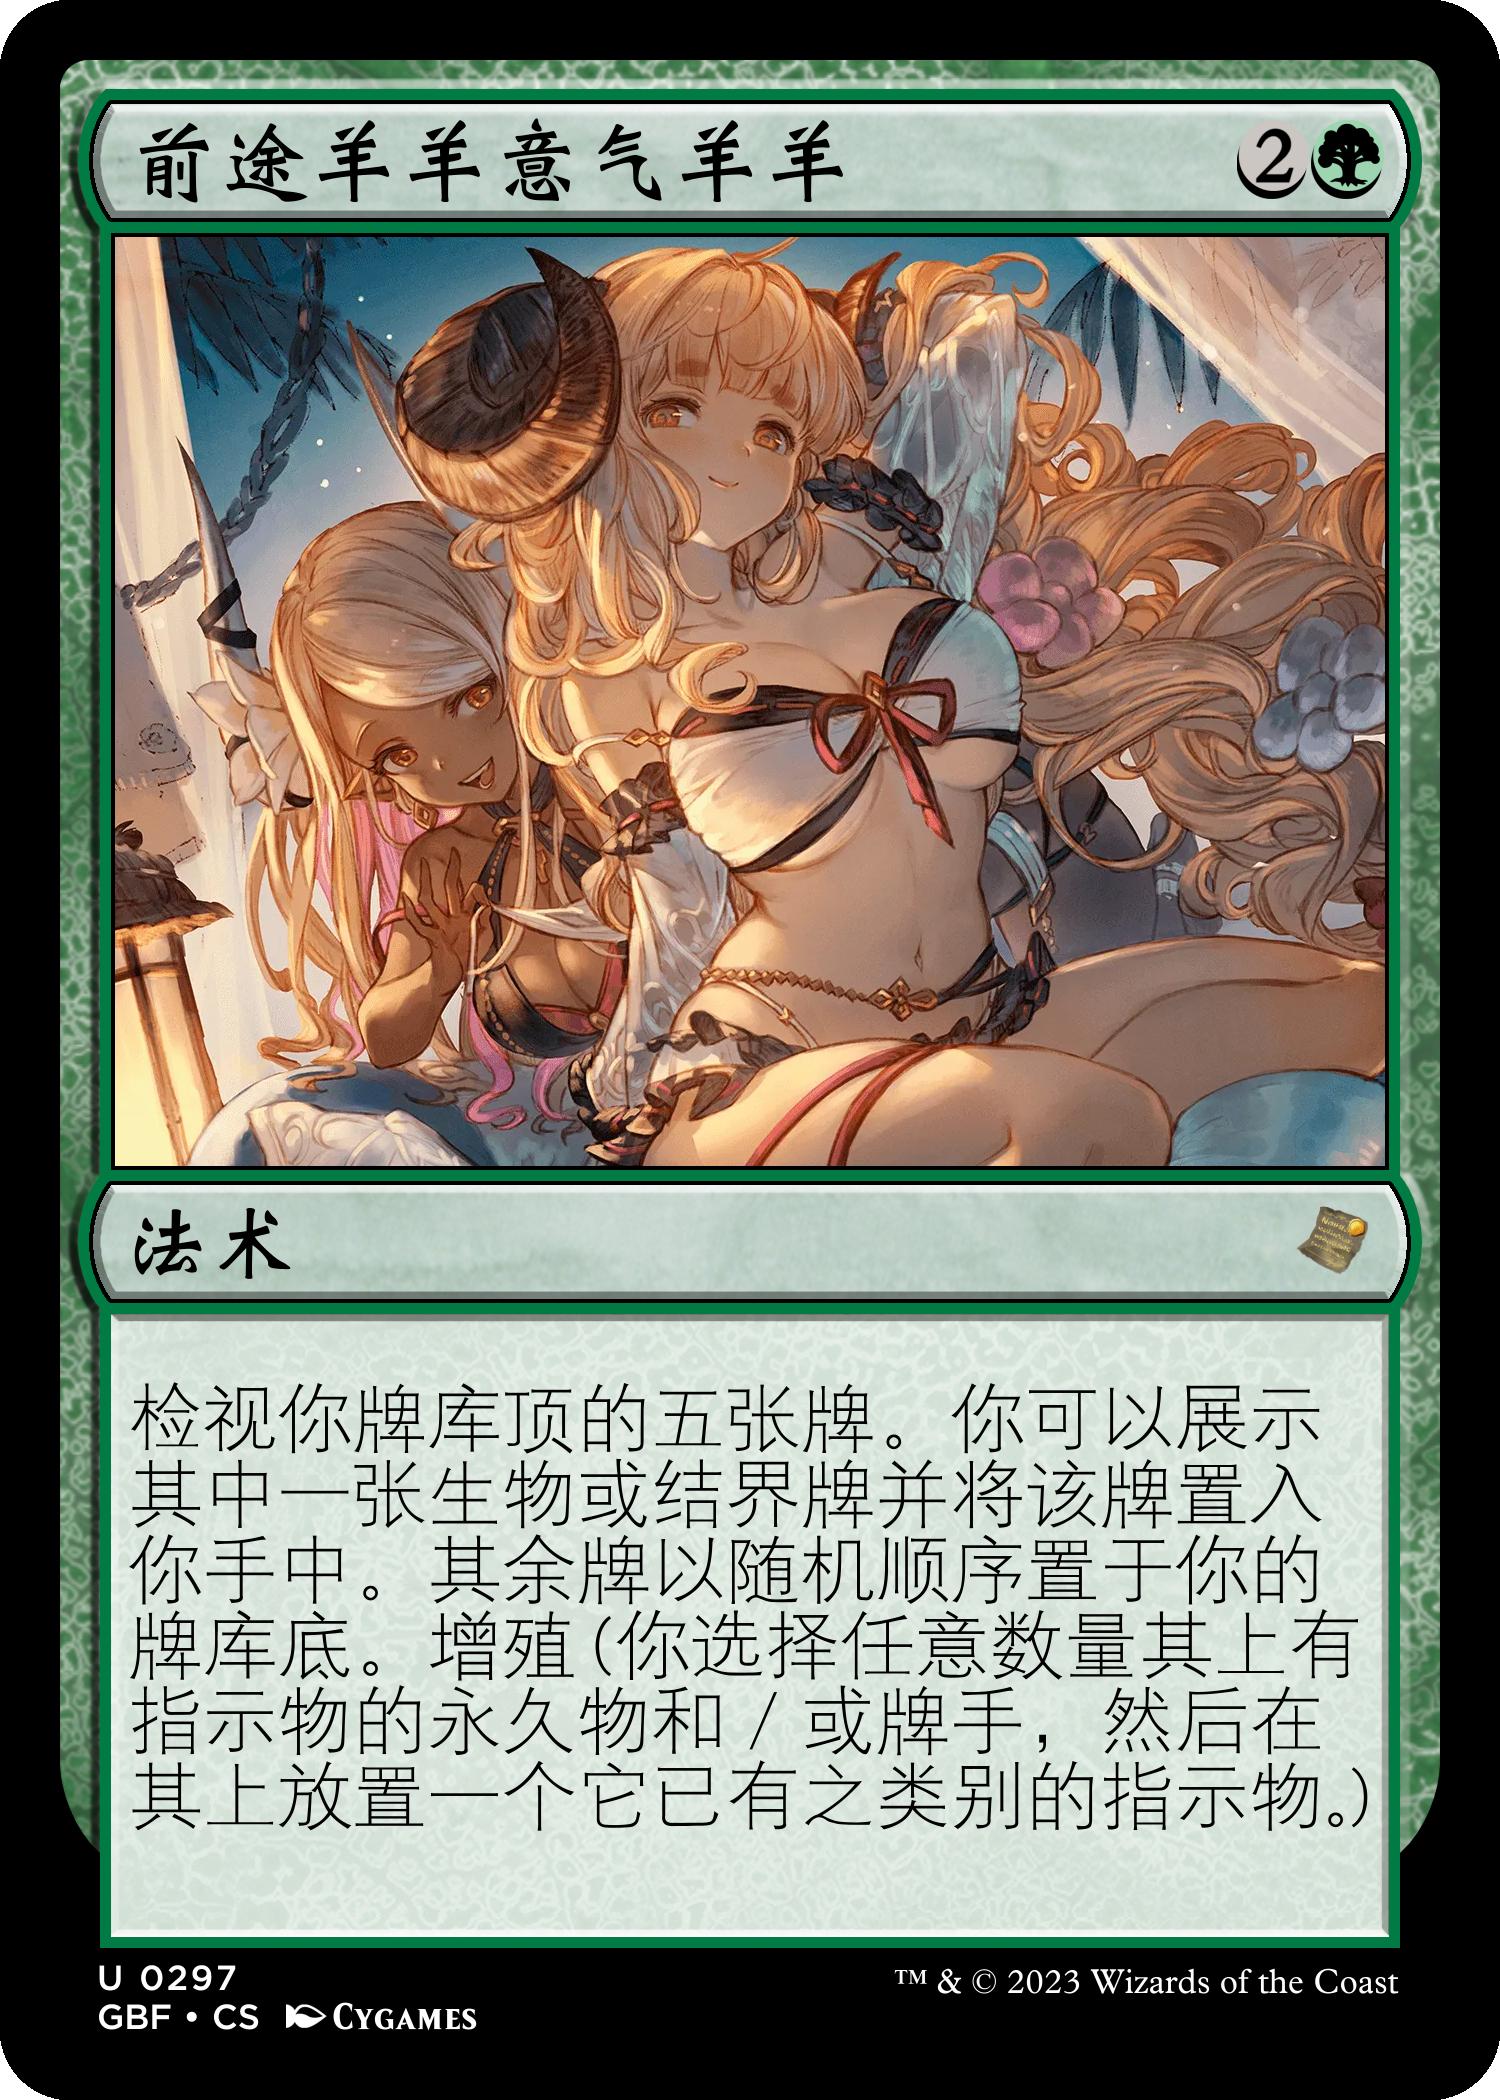 前途羊羊意气羊羊 2
法术
检视你牌库顶的五张牌。你可以展示
其中一张生物或结界牌并将该牌置入
你手中。其余牌以随机顺序置于你的
牌库底。增殖(你选择任意数量其上有
指示物的永久物和/或牌手，然后在
其上放置一个它已有之类别的指示物。)
U 0297
GBF • CS CYGAMES
™ & © 2023 Wizards of the Coast